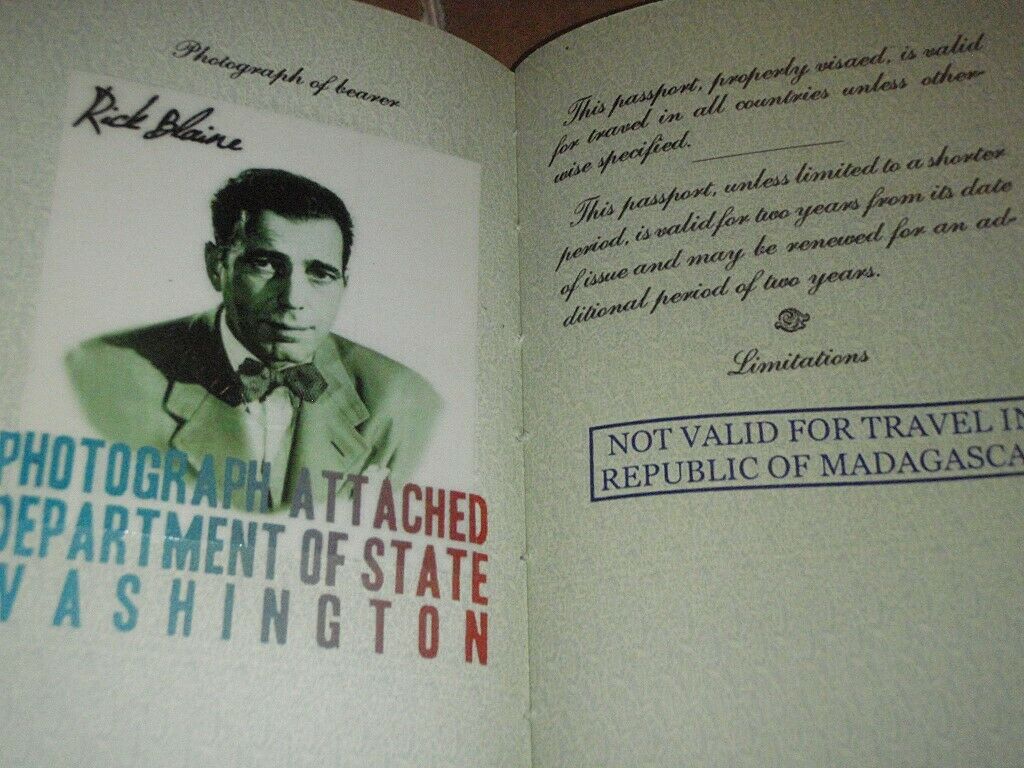 Photograph of bearer
Rick Blaine
PHOTOGRAPH ATTACHED
DEPARTMENT OF STATE
WASHINGTON
This passport, properly visaed, is valid
for travel in all countries unless other-
wise specified.
This passport, unless limited to a shorter
period, is valid for two years from its date
of issue and may be renewed for an ad-
ditional period of two years.
Limitations
NOT VALID FOR TRAVEL IN
REPUBLIC OF MADAGASCA